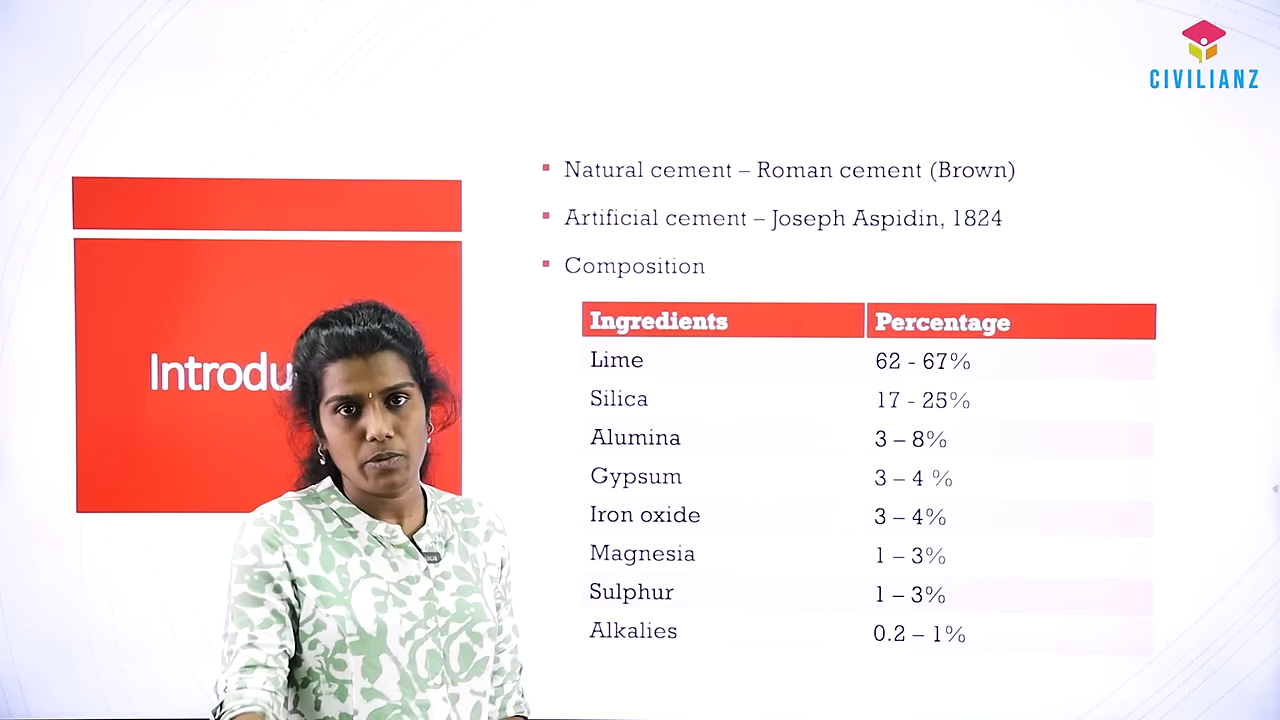 CIVILIANZ
Natural cement – Roman cement (Brown)
Artificial cement – Joseph Aspidin, 1824
Composition
Introdu
Ingredients Percentage
Lime 62 - 67%
Silica 17 - 25%
Alumina 3 – 8%
Gypsum 3 – 4 %
Iron oxide 3 – 4%
Magnesia 1 – 3%
Sulphur 1 – 3%
Alkalies 0.2 – 1%